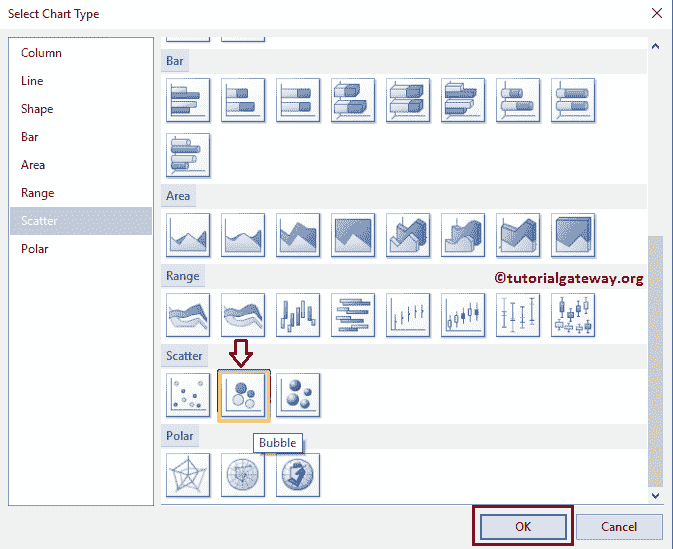 Select Chart Type
Column
Line
Shape
Bar
Area
Range
Scatter
Polar
Bar
Area
Range
©tutorialgateway.org
Scatter
Polar
Bubble
OK
Cancel